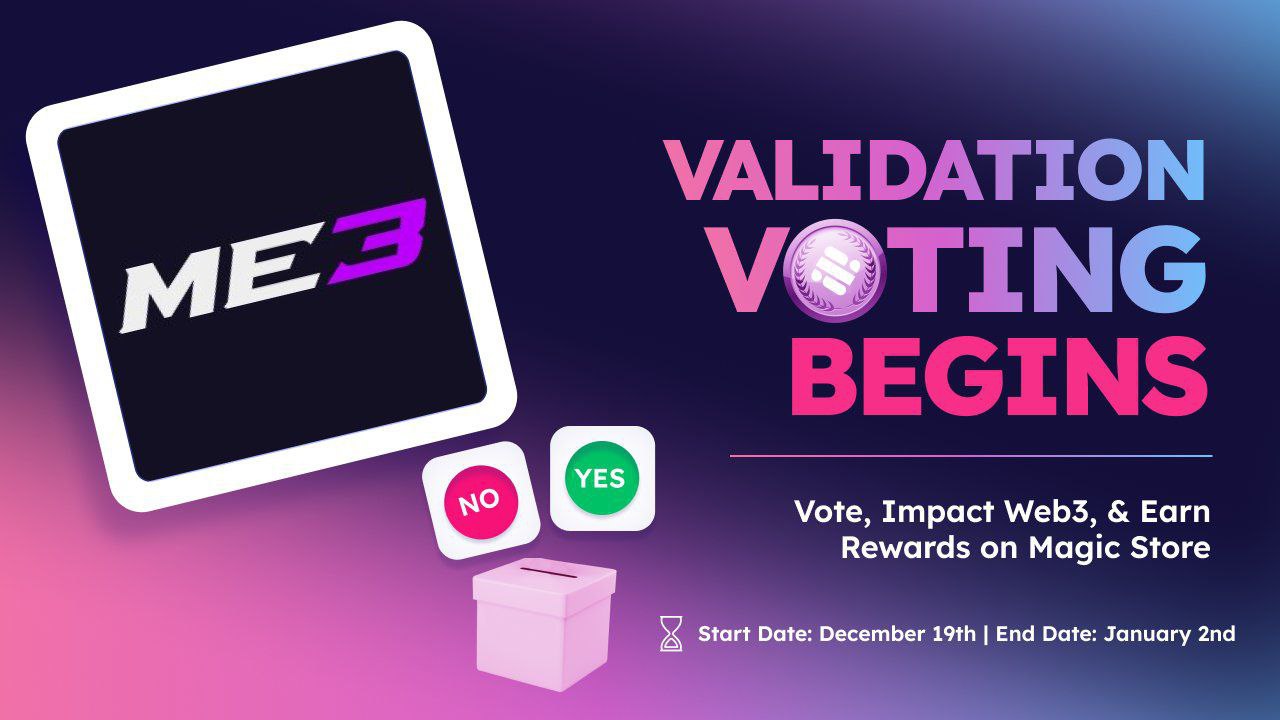 ME3
VALIDATION
VOTING
BEGINS
NO
YES
Vote, Impact Web3, & Earn
Rewards on Magic Store
Start Date: December 19th | End Date: January 2nd